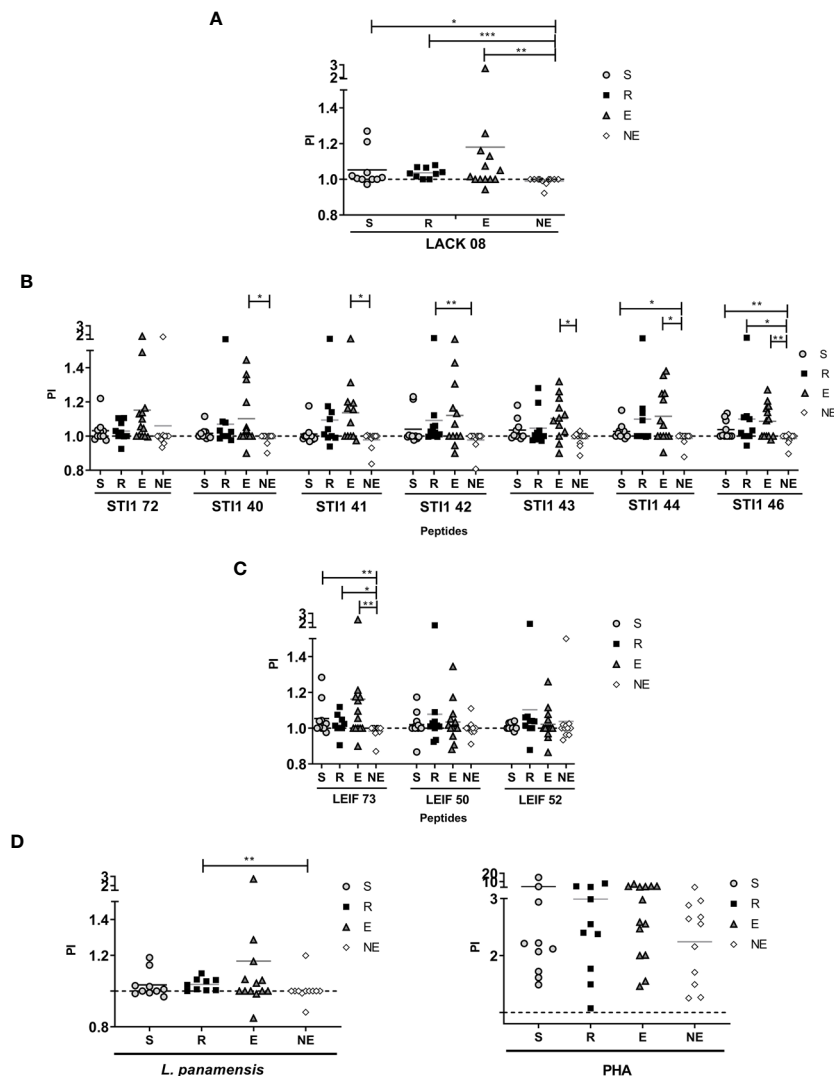 A
* 
***
**
3
2
1.4
1.2
1.0
0.8
PI
S
R
E
NE
S R E NE
LACK 08
B
* * ** * * * ** * **
3
2
1.4
1.2
1.0
0.8
PI
S
R
E
NE
S R E NE S R E NE S R E NE S R E NE S R E NE S R E NE S R E NE
STI1 72 STI1 40 STI1 41 STI1 42 STI1 43 STI1 44 STI1 46
Peptides
C
**
*
**
3
2
1.4
1.2
1.0
0.8
PI
S
R
E
NE
S R E NE S R E NE S R E NE
LEIF 73 LEIF 50 LEIF 52
Peptides
D
**
3
2
1.4
1.2
1.0
0.8
PI
S
R
E
NE
S R E NE
L. panamensis
20
10
3
2
PI
S
R
E
NE
S R E NE
PHA